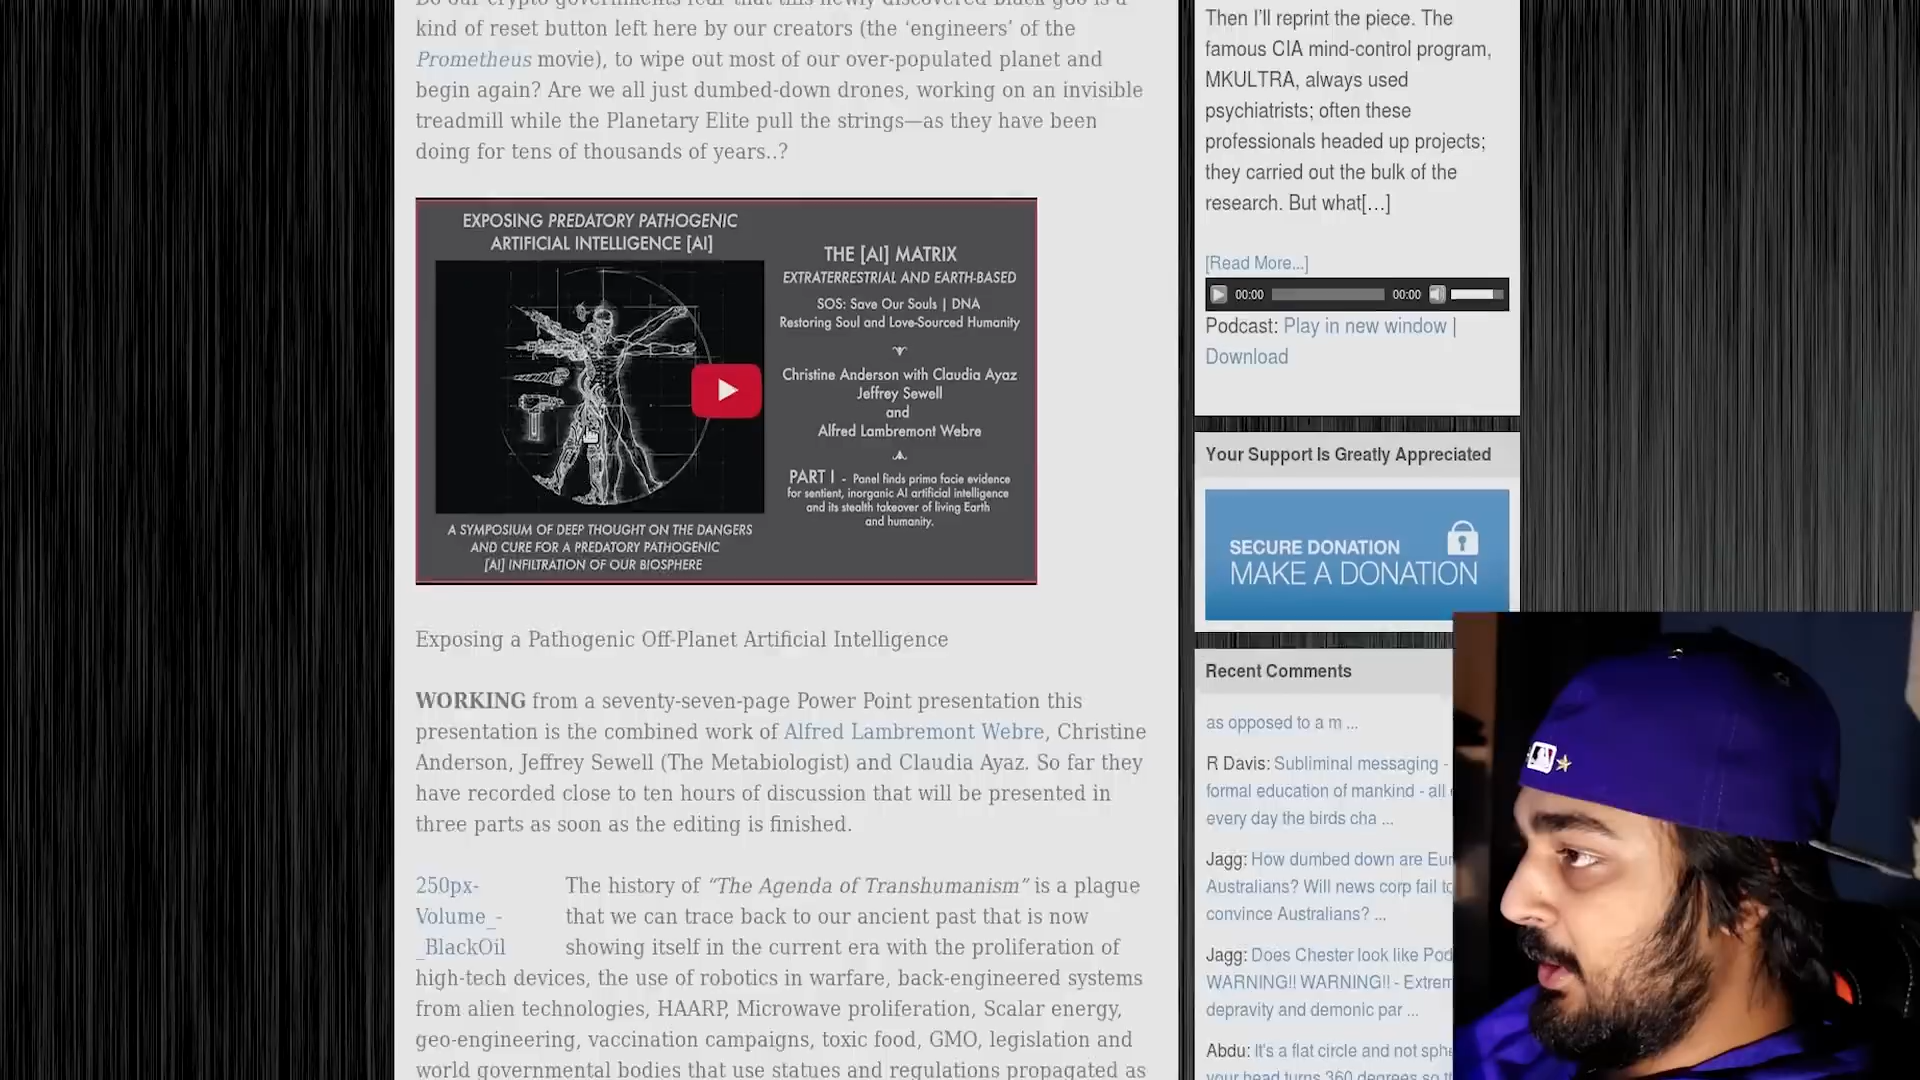 Do our crypto governments fear that this newly discovered black goo is a
kind of reset button left here by our creators (the ‘engineers’ of the
Prometheus movie), to wipe out most of our over-populated planet and
begin again? Are we all just dumbed-down drones, working on an invisible
treadmill while the Planetary Elite pull the strings—as they have been
doing for tens of thousands of years..?
EXPOSING PREDATORY PATHOGENIC
ARTIFICIAL INTELLIGENCE [AI]
A SYMPOSIUM OF DEEP THOUGHT ON THE DANGERS
AND CURE FOR A PREDATORY PATHOGENIC
[AI] INFILTRATION OF OUR BIOSPHERE
THE [AI] MATRIX
EXTRATERRESTRIAL AND EARTH-BASED
SOS: Save Our Souls | DNA
Restoring Soul and Love-Sourced Humanity
Christine Anderson with Claudia Ayaz
Jeffrey Sewell
and
Alfred Lambremont Webre
PART I - Panel finds prima facie evidence
for sentient, inorganic AI artificial intelligence
and its stealth takeover of living Earth
and humanity.
Exposing a Pathogenic Off-Planet Artificial Intelligence
WORKING from a seventy-seven-page Power Point presentation this
presentation is the combined work of Alfred Lambremont Webre, Christine
Anderson, Jeffrey Sewell (The Metabiologist) and Claudia Ayaz. So far they
have recorded close to ten hours of discussion that will be presented in
three parts as soon as the editing is finished.
250px-
Volume_-
_BlackOil
The history of “The Agenda of Transhumanism” is a plague
that we can trace back to our ancient past that is now
showing itself in the current era with the proliferation of
high-tech devices, the use of robotics in warfare, back-engineered systems
from alien technologies, HAARP, Microwave proliferation, Scalar energy,
geo-engineering, vaccination campaigns, toxic food, GMO, legislation and
world governmental bodies that use statues and regulations propagated as
Then I’ll reprint the piece. The
famous CIA mind-control program,
MKULTRA, always used
psychiatrists; often these
professionals headed up projects;
they carried out the bulk of the
research. But what[…]
[Read More...]
00:00 00:00
Podcast: Play in new window |
Download
Your Support Is Greatly Appreciated
SECURE DONATION
MAKE A DONATION
Recent Comments
as opposed to a m ...
R Davis: Subliminal messaging -
formal education of mankind - all
every day the birds cha ...
Jagg: How dumbed down are
Australians? Will news corp fail
convince Australians? ...
Jagg: Does Chester look like
WARNING!! WARNING!! -
depravity and demonic par ...
Abdu: It's a flat circle and not
your head turns 360 degrees so